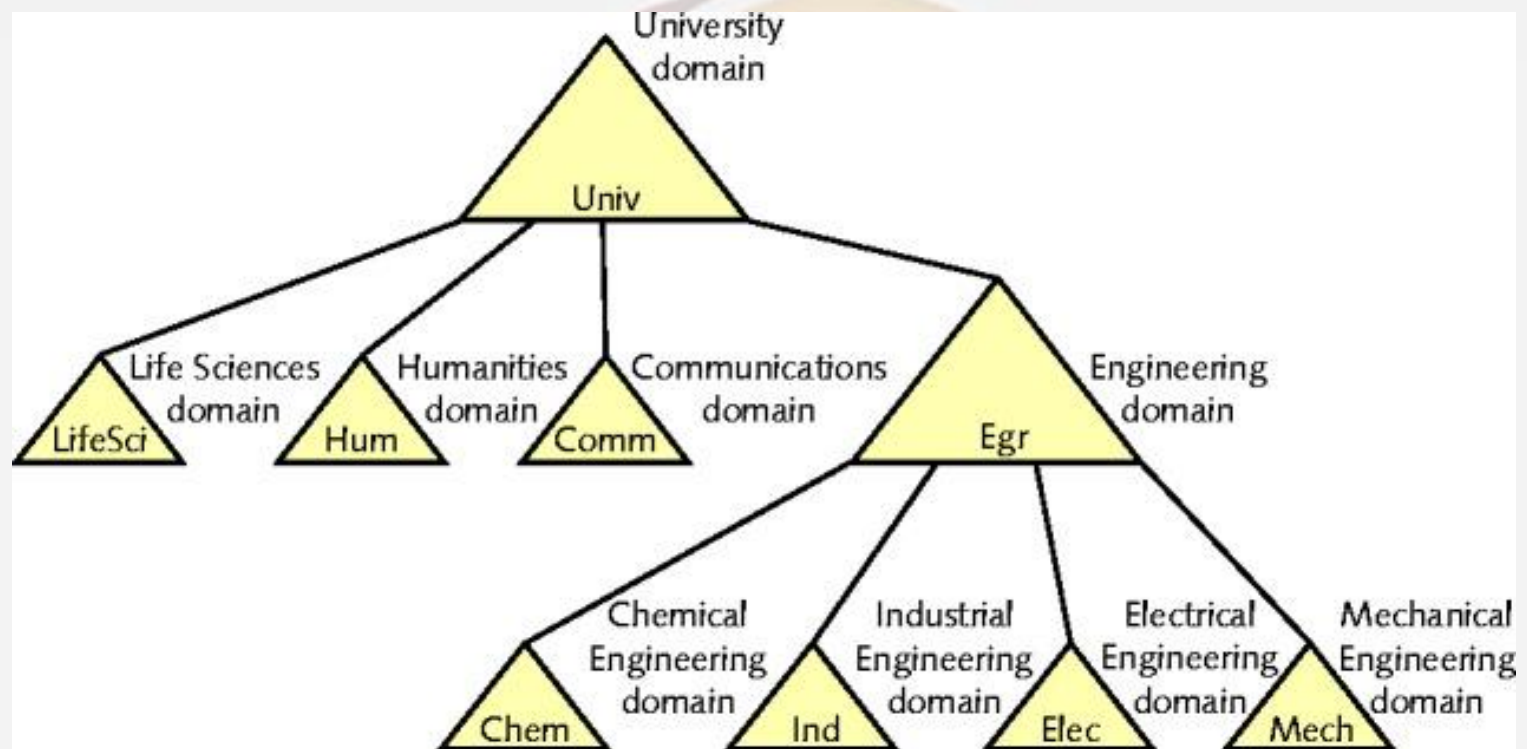 University
domain
Univ
Life Sciences
domain
LifeSci
Humanities
domain
Hum
Communications
domain
Comm
Engineering
domain
Egr
Chemical
Engineering
domain
Chem
Industrial
Engineering
domain
Ind
Electrical
Engineering
domain
Elec
Mechanical
Engineering
domain
Mech